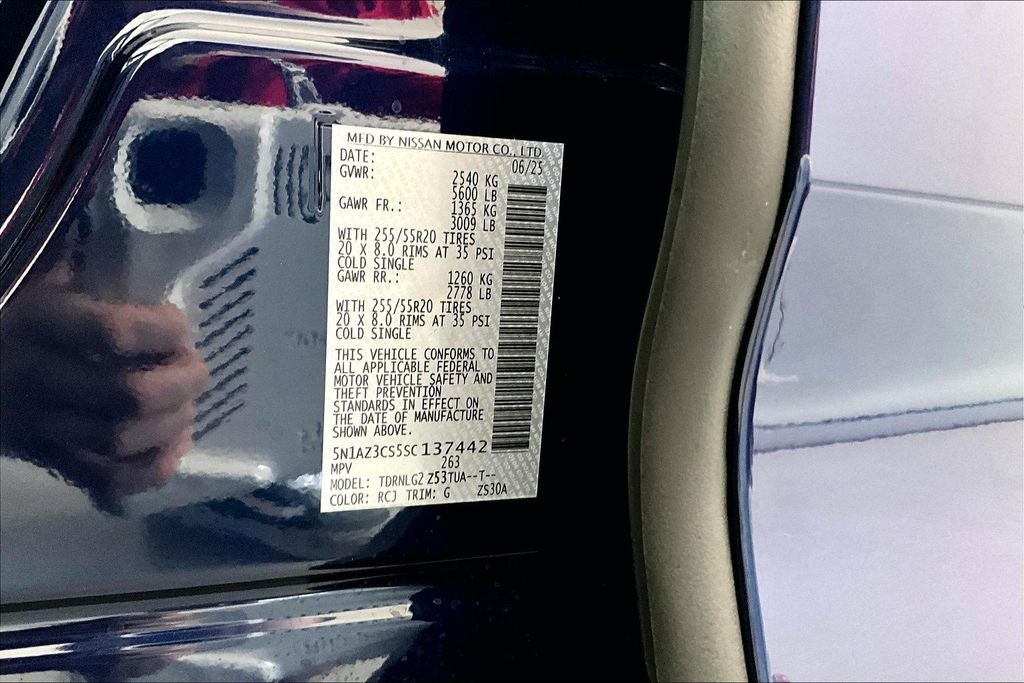 MFD BY NISSAN MOTOR CO., LTD.
DATE: 06/25
GVWR: 2540 KG
5600 LB
GAWR FR.: 1365 KG
3009 LB
WITH 255/55R20 TIRES
20 X 8.0 RIMS AT 35 PSI
COLD SINGLE
GAWR RR.: 1260 KG
2778 LB
WITH 255/55R20 TIRES
20 X 8.0 RIMS AT 35 PSI
COLD SINGLE
THIS VEHICLE CONFORMS TO
ALL APPLICABLE FEDERAL
MOTOR VEHICLE SAFETY AND
THEFT PREVENTION
STANDARDS IN EFFECT ON
THE DATE OF MANUFACTURE
SHOWN ABOVE.
5N1AZ3CS5SC137442
MPV 263
MODEL: TDRNLG2 Z53TUA--T--
COLOR: RCJ TRIM: G ZS30A